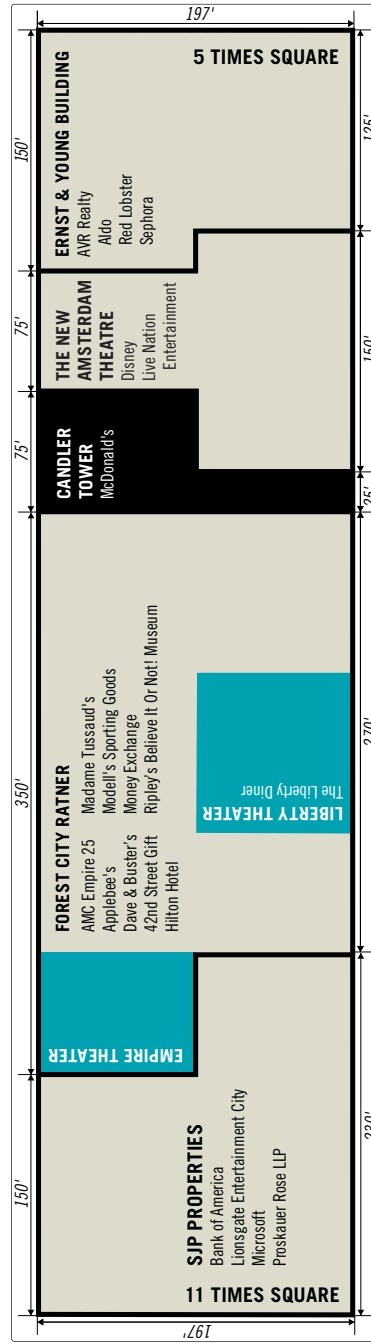 150'
350'
75'
75'
150'
197'
11 TIMES SQUARE
SJP PROPERTIES
Bank of America
Lionsgate Entertainment City
Microsoft
Proskauer Rose LLP
EMPIRE THEATER
FOREST CITY RATNER
AMC Empire 25
Applebee's
Dave & Buster's
42nd Street Gift
Hilton Hotel
Madame Tussaud's
Modell's Sporting Goods
Money Exchange
Ripley's Believe It Or Not! Museum
LIBERTY THEATER
The Liberty Diner
CANDLER
TOWER
McDonald's
THE NEW
AMSTERDAM
THEATRE
Disney
Live Nation
Entertainment
ERNST & YOUNG BUILDING
AVR Realty
Aldo
Red Lobster
Sephora
5 TIMES SQUARE
197'
230'
270'
25'
150'
125'